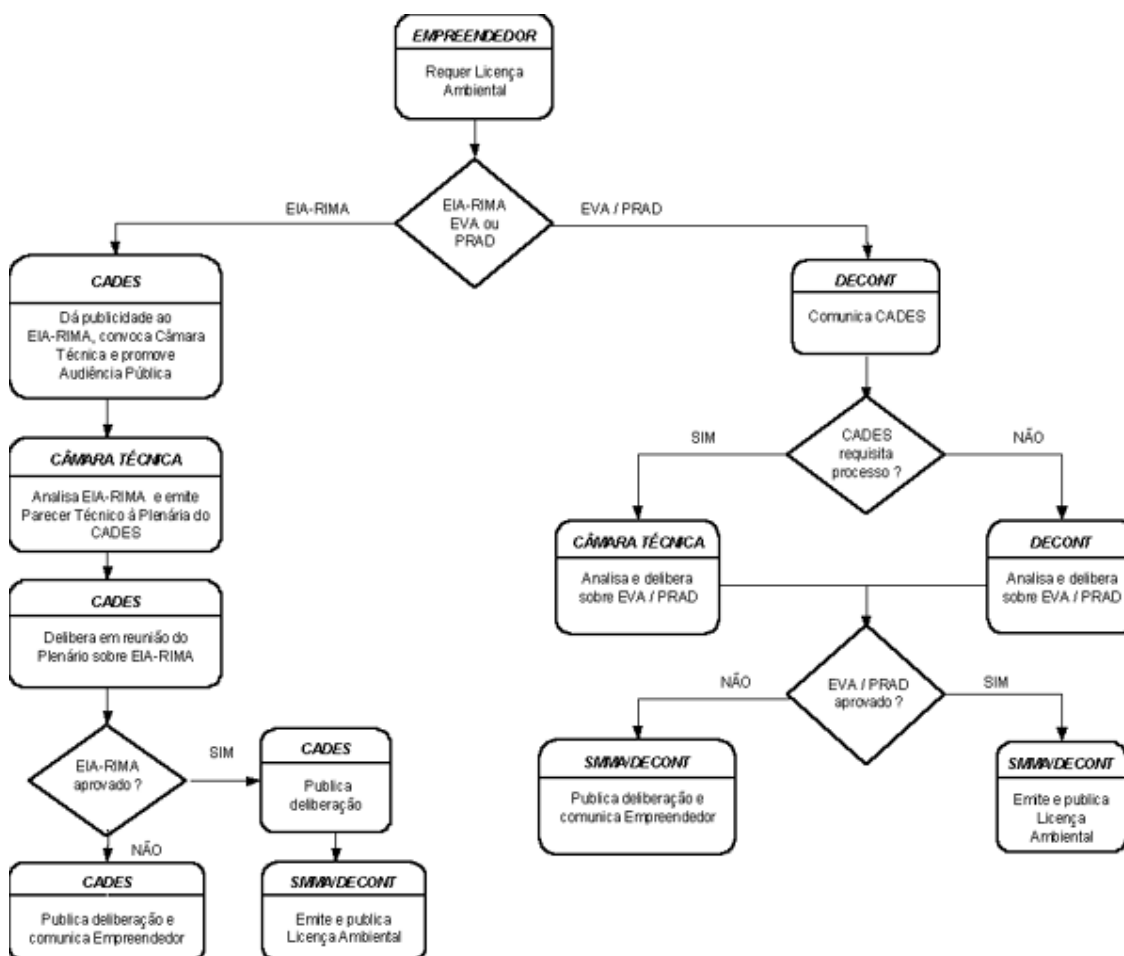 EMPREENDEDOR
Requer Licença
Ambiental
EIA-RIMA
EIA-RIMA
EVA ou
PRAD
EVA / PRAD
CADES
Dá publicidade ao
EIA-RIMA, convoca Câmara
Técnica e promove
Audiência Pública
DECONT
Comunica CADES
CÂMARA TÉCNICA
Analisa EIA-RIMA e emite
Parecer Técnico à Plenária do
CADES
SIM
CADES
requisita
processo ?
NÃO
CÂMARA TÉCNICA
Analisa e delibera
sobre EVA / PRAD
DECONT
Analisa e delibera
sobre EVA / PRAD
CADES
Delibera em reunião do
Plenário sobre EIA-RIMA
NÃO
EVA / PRAD
aprovado ?
SIM
EIA-RIMA
aprovado ?
SIM
CADES
Publica
deliberação
SMMA/DECONT
Publica deliberação e
comunica Empreendedor
SMMA/DECONT
Emite e publica
Licença
Ambiental
NÃO
CADES
Publica deliberação e
comunica Empreendedor
SMMA/DECONT
Emite e publica
Licença Ambiental